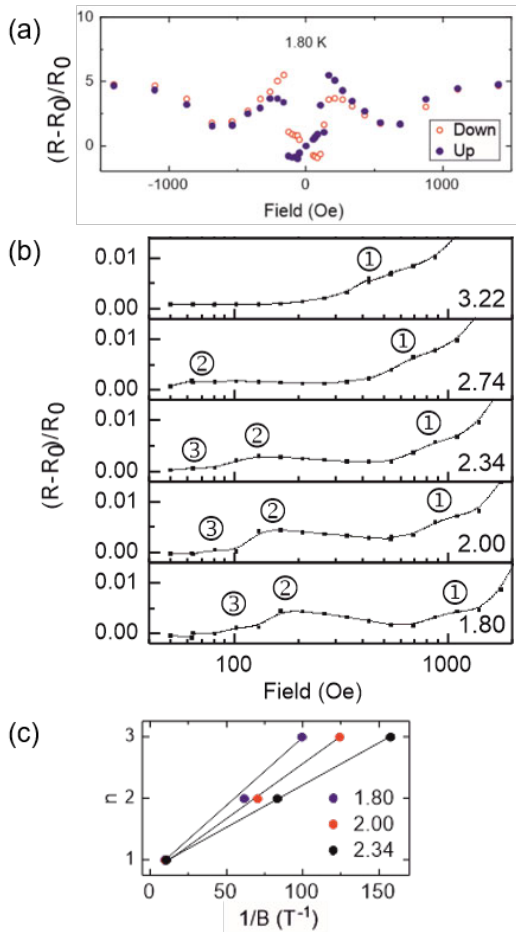 (a)
10
5
0
(R-R₀)/R₀
1.80 K
Down
Up
-1000 0 1000
Field (Oe)
(b)
(R-R₀)/R₀
0.01
0.00
①
3.22
0.01
0.00
②
①
2.74
0.01
0.00
③
②
①
2.34
0.01
0.00
③
②
①
2.00
0.01
0.00
③
②
①
1.80
100 1000
Field (Oe)
(c)
n
3
2
1
1.80
2.00
2.34
0 50 100 150
1/B (T⁻¹)